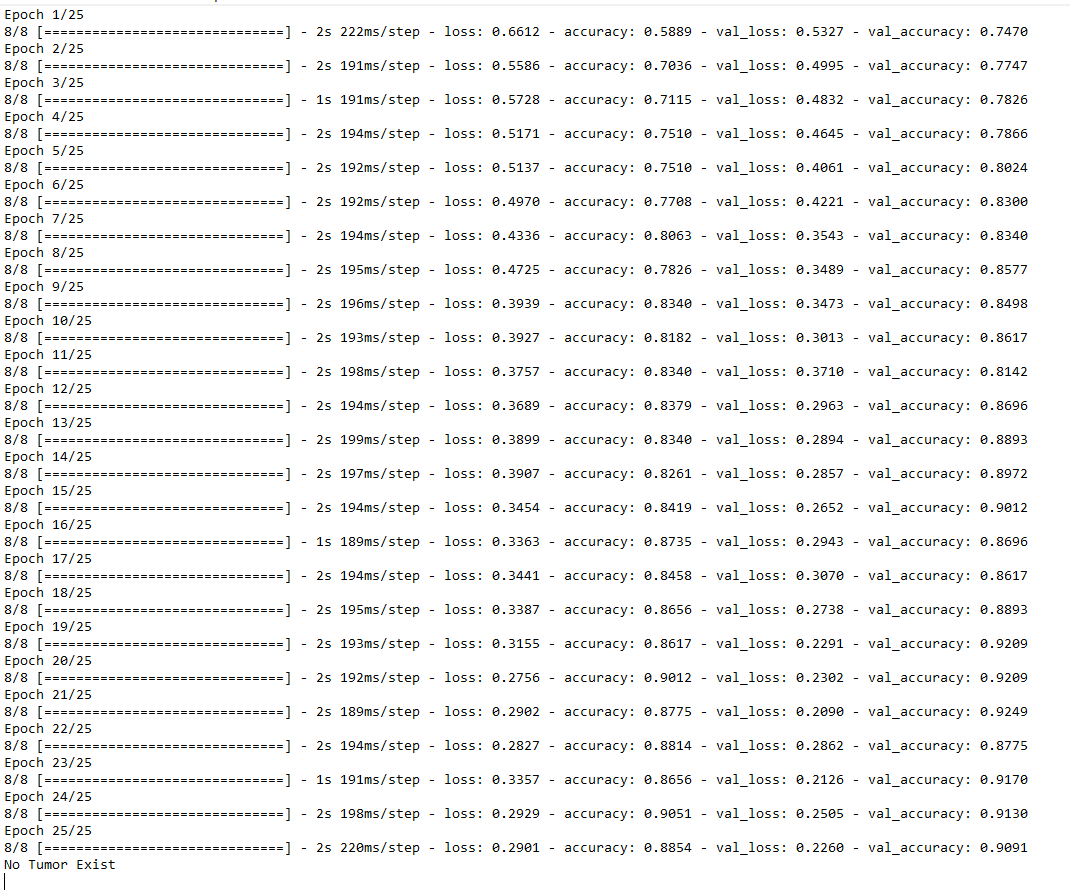 Epoch 1/25
8/8 [==============================] - 2s 222ms/step - loss: 0.6612 - accuracy: 0.5889 - val_loss: 0.5327 - val_accuracy: 0.7470
Epoch 2/25
8/8 [==============================] - 2s 191ms/step - loss: 0.5586 - accuracy: 0.7036 - val_loss: 0.4995 - val_accuracy: 0.7747
Epoch 3/25
8/8 [==============================] - 1s 191ms/step - loss: 0.5728 - accuracy: 0.7115 - val_loss: 0.4832 - val_accuracy: 0.7826
Epoch 4/25
8/8 [==============================] - 2s 194ms/step - loss: 0.5171 - accuracy: 0.7510 - val_loss: 0.4645 - val_accuracy: 0.7866
Epoch 5/25
8/8 [==============================] - 2s 192ms/step - loss: 0.5137 - accuracy: 0.7510 - val_loss: 0.4061 - val_accuracy: 0.8024
Epoch 6/25
8/8 [==============================] - 2s 192ms/step - loss: 0.4970 - accuracy: 0.7708 - val_loss: 0.4221 - val_accuracy: 0.8300
Epoch 7/25
8/8 [==============================] - 2s 194ms/step - loss: 0.4336 - accuracy: 0.8063 - val_loss: 0.3543 - val_accuracy: 0.8340
Epoch 8/25
8/8 [==============================] - 2s 195ms/step - loss: 0.4725 - accuracy: 0.7826 - val_loss: 0.3489 - val_accuracy: 0.8577
Epoch 9/25
8/8 [==============================] - 2s 196ms/step - loss: 0.3939 - accuracy: 0.8340 - val_loss: 0.3473 - val_accuracy: 0.8498
Epoch 10/25
8/8 [==============================] - 2s 193ms/step - loss: 0.3927 - accuracy: 0.8182 - val_loss: 0.3013 - val_accuracy: 0.8617
Epoch 11/25
8/8 [==============================] - 2s 198ms/step - loss: 0.3757 - accuracy: 0.8340 - val_loss: 0.3710 - val_accuracy: 0.8142
Epoch 12/25
8/8 [==============================] - 2s 194ms/step - loss: 0.3689 - accuracy: 0.8379 - val_loss: 0.2963 - val_accuracy: 0.8696
Epoch 13/25
8/8 [==============================] - 2s 199ms/step - loss: 0.3899 - accuracy: 0.8340 - val_loss: 0.2894 - val_accuracy: 0.8893
Epoch 14/25
8/8 [==============================] - 2s 197ms/step - loss: 0.3907 - accuracy: 0.8261 - val_loss: 0.2857 - val_accuracy: 0.8972
Epoch 15/25
8/8 [==============================] - 2s 194ms/step - loss: 0.3454 - accuracy: 0.8419 - val_loss: 0.2652 - val_accuracy: 0.9012
Epoch 16/25
8/8 [==============================] - 1s 189ms/step - loss: 0.3363 - accuracy: 0.8735 - val_loss: 0.2943 - val_accuracy: 0.8696
Epoch 17/25
8/8 [==============================] - 2s 194ms/step - loss: 0.3441 - accuracy: 0.8458 - val_loss: 0.3070 - val_accuracy: 0.8617
Epoch 18/25
8/8 [==============================] - 2s 195ms/step - loss: 0.3387 - accuracy: 0.8656 - val_loss: 0.2738 - val_accuracy: 0.8893
Epoch 19/25
8/8 [==============================] - 2s 193ms/step - loss: 0.3155 - accuracy: 0.8617 - val_loss: 0.2291 - val_accuracy: 0.9209
Epoch 20/25
8/8 [==============================] - 2s 192ms/step - loss: 0.2756 - accuracy: 0.9012 - val_loss: 0.2302 - val_accuracy: 0.9209
Epoch 21/25
8/8 [==============================] - 2s 189ms/step - loss: 0.2902 - accuracy: 0.8775 - val_loss: 0.2090 - val_accuracy: 0.9249
Epoch 22/25
8/8 [==============================] - 2s 194ms/step - loss: 0.2827 - accuracy: 0.8814 - val_loss: 0.2862 - val_accuracy: 0.8775
Epoch 23/25
8/8 [==============================] - 1s 191ms/step - loss: 0.3357 - accuracy: 0.8656 - val_loss: 0.2126 - val_accuracy: 0.9170
Epoch 24/25
8/8 [==============================] - 2s 198ms/step - loss: 0.2929 - accuracy: 0.9051 - val_loss: 0.2505 - val_accuracy: 0.9130
Epoch 25/25
8/8 [==============================] - 2s 220ms/step - loss: 0.2901 - accuracy: 0.8854 - val_loss: 0.2260 - val_accuracy: 0.9091
No Tumor Exist